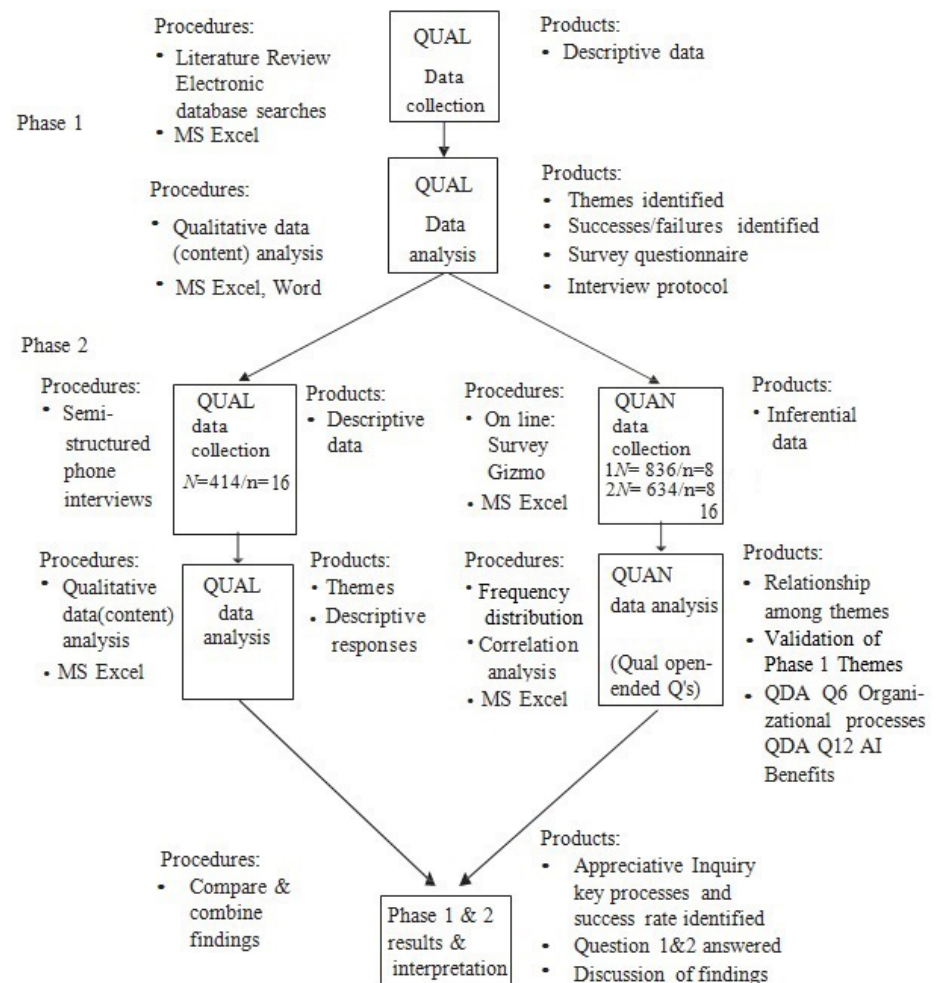 Procedures:
• Literature Review
Electronic
database searches
• MS Excel
QUAL
Data
collection
Products:
• Descriptive data
Phase 1
Procedures:
• Qualitative data
(content) analysis
• MS Excel, Word
QUAL
Data
analysis
Products:
• Themes identified
• Successes/failures identified
• Survey questionnaire
• Interview protocol
Phase 2
Procedures:
• Semi-
structured
phone
interviews
QUAL
data
collection
N=414/n=16
Products:
• Descriptive
data
Procedures:
• On line:
Survey
Gizmo
• MS Excel
QUAN
data
collection
1N= 836/n=8
2N= 634/n=8
16
Products:
• Inferential
data
Procedures:
• Qualitative
data(content)
analysis
• MS Excel
QUAL
data
analysis
Products:
• Themes
• Descriptive
responses
Procedures:
• Frequency
distribution
• Correlation
analysis
• MS Excel
QUAN
data analysis
(Qual open-
ended Q's)
Products:
• Relationship
among themes
• Validation of
Phase 1 Themes
• QDA Q6 Organi-
zational processes
QDA Q12 AI
Benefits
Procedures:
• Compare &
combine
findings
Phase 1 & 2
results &
interpretation
Products:
• Appreciative Inquiry
key processes and
success rate identified
• Question 1&2 answered
• Discussion of findings